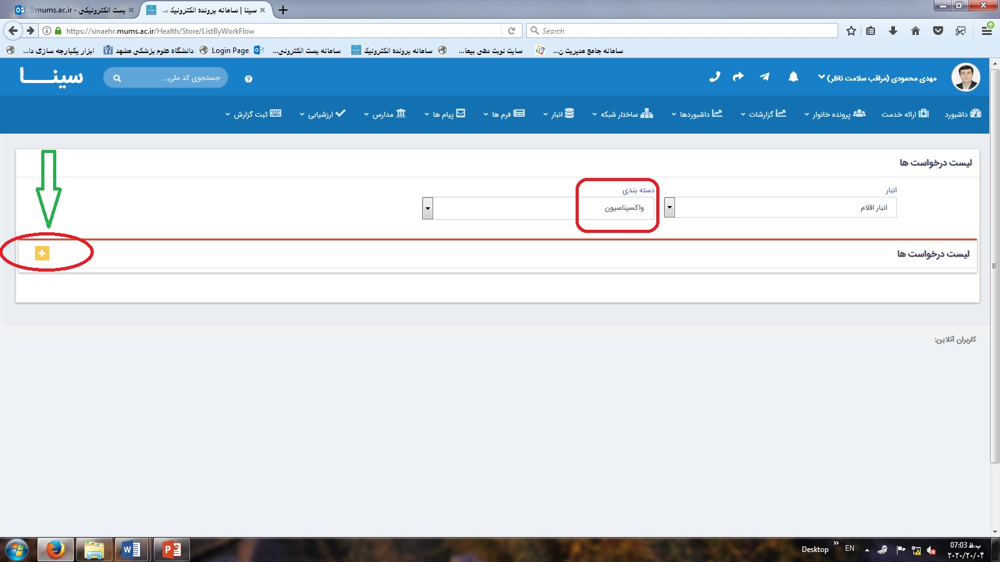 پست الکترونیکی - @mums.ac.ir
سینا | سامانه پرونده الکترونیک سا
https://sinaehr.mums.ac.ir/Health/Store/ListByWorkFlow
Search
ابزار یکپارچه سازی دا...
دانشگاه علوم پزشکی مشهد
Login Page
سامانه پست الکترونی...
سامانه پرونده الکترونیک
سایت نوبت دهی بیما...
سامانه جامع مدیریت ن...
سینا
جستجوی کد ملی...
مهدی محمودی (مراقب سلامت ناظر)
داشبورد
ارائه خدمت
پرونده خانوار
گزارشات
داشبوردها
ساختار شبکه
انبار
فرم ها
پیام ها
مدارس
ارزشیابی
ثبت گزارش
لیست درخواست ها
انبار
دسته بندی
انبار اقلام
واکسیناسیون
لیست درخواست ها
کاربران آنلاین:
Desktop
EN
07:03 ب.ظ
۲۰۲۰/۲۰/۰۴